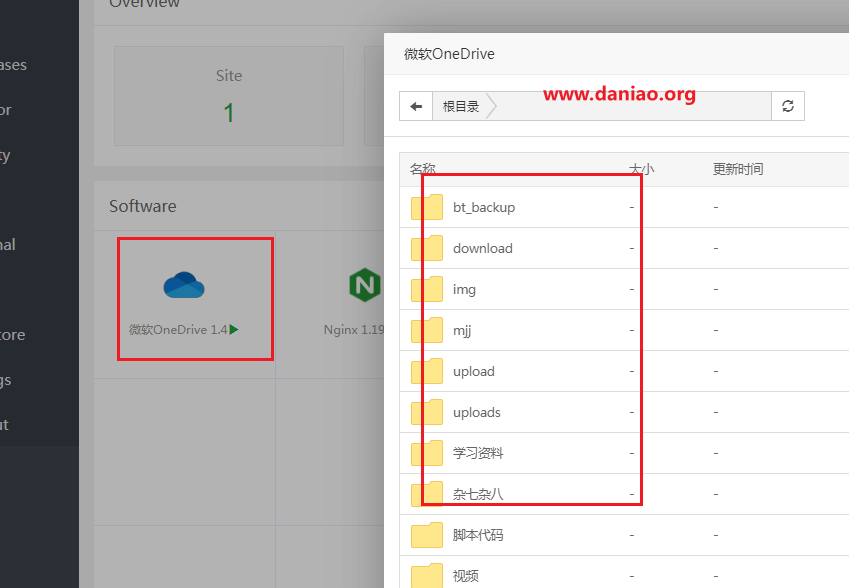 Overview
ases
or
ty
nal
tore
gs
ut
Site
1
Software
微软OneDrive 1.4
Nginx 1.19
微软OneDrive
根目录
www.daniao.org
名称 大小 更新时间
bt_backup - -
download - -
img - -
mjj - -
upload - -
uploads - -
学习资料 - -
杂七杂八 - -
脚本代码 - -
视频 - -